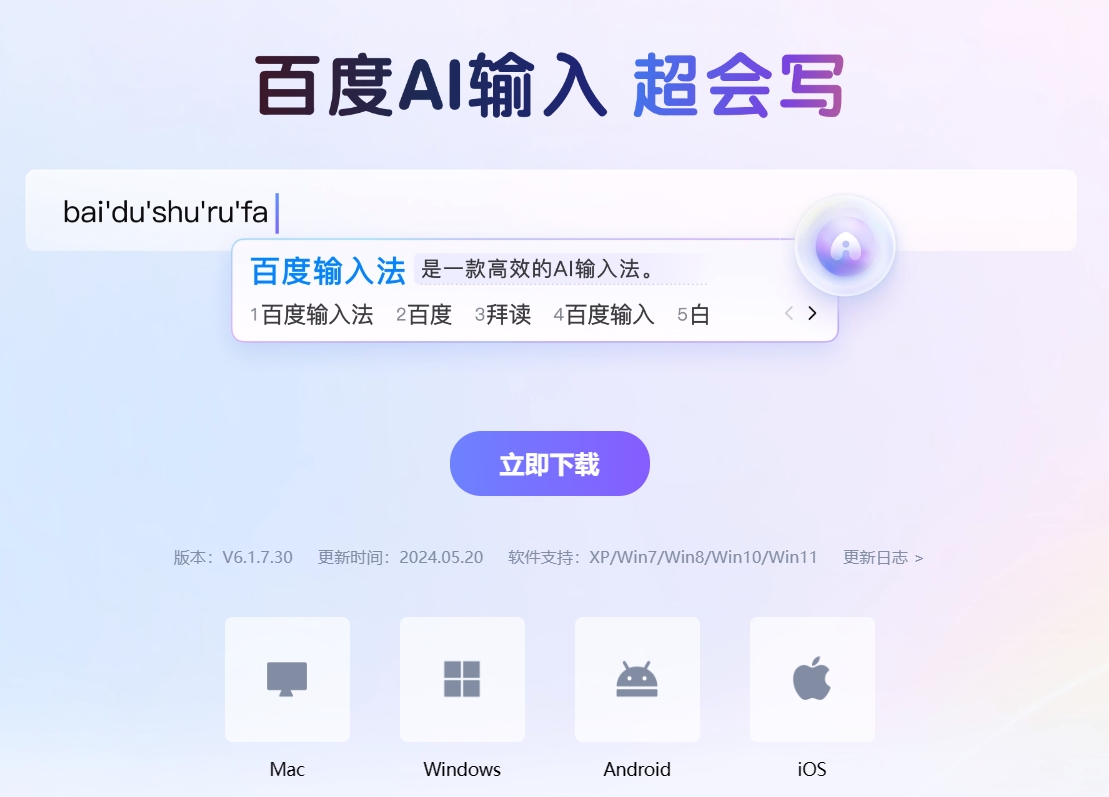 百度AI输入 超会写
bai'du'shu'ru'fa
百度输入法 是一款高效的AI输入法。
1百度输入法 2百度 3拜读 4百度输入 5白
立即下载
版本：V6.1.7.30 更新时间：2024.05.20 软件支持：XP/Win7/Win8/Win10/Win11 更新日志 >
Mac Windows Android iOS